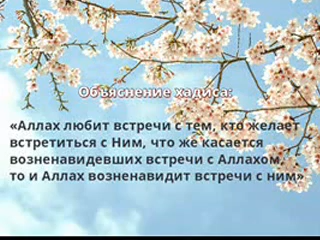 Объяснение хадиса:
«Аллах любит встречи с тем, кто желает
встретиться с Ним, что же касается
возненавидевших встречи с Аллахом,
то и Аллах возненавидит встречи с ним»